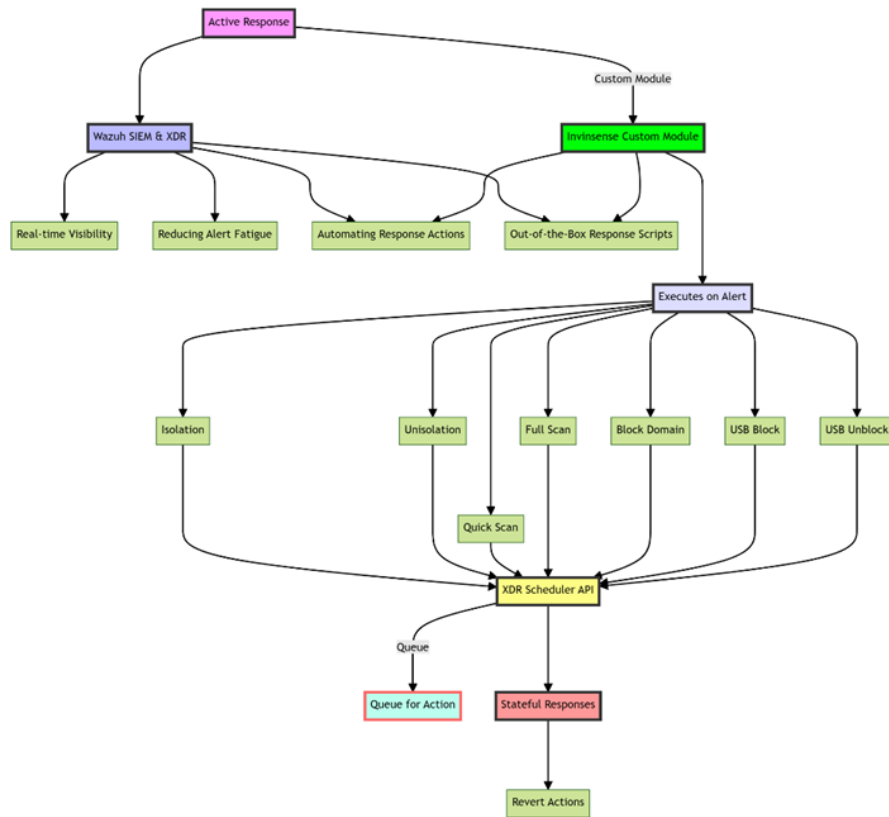 Active Response
Custom Module
Wazuh SIEM & XDR
Invinsense Custom Module
Real-time Visibility
Reducing Alert Fatigue
Automating Response Actions
Out-of-the-Box Response Scripts
Executes on Alert
Isolation
Unisolation
Full Scan
Block Domain
USB Block
USB Unblock
Quick Scan
XDR Scheduler API
Queue
Queue for Action
Stateful Responses
Revert Actions